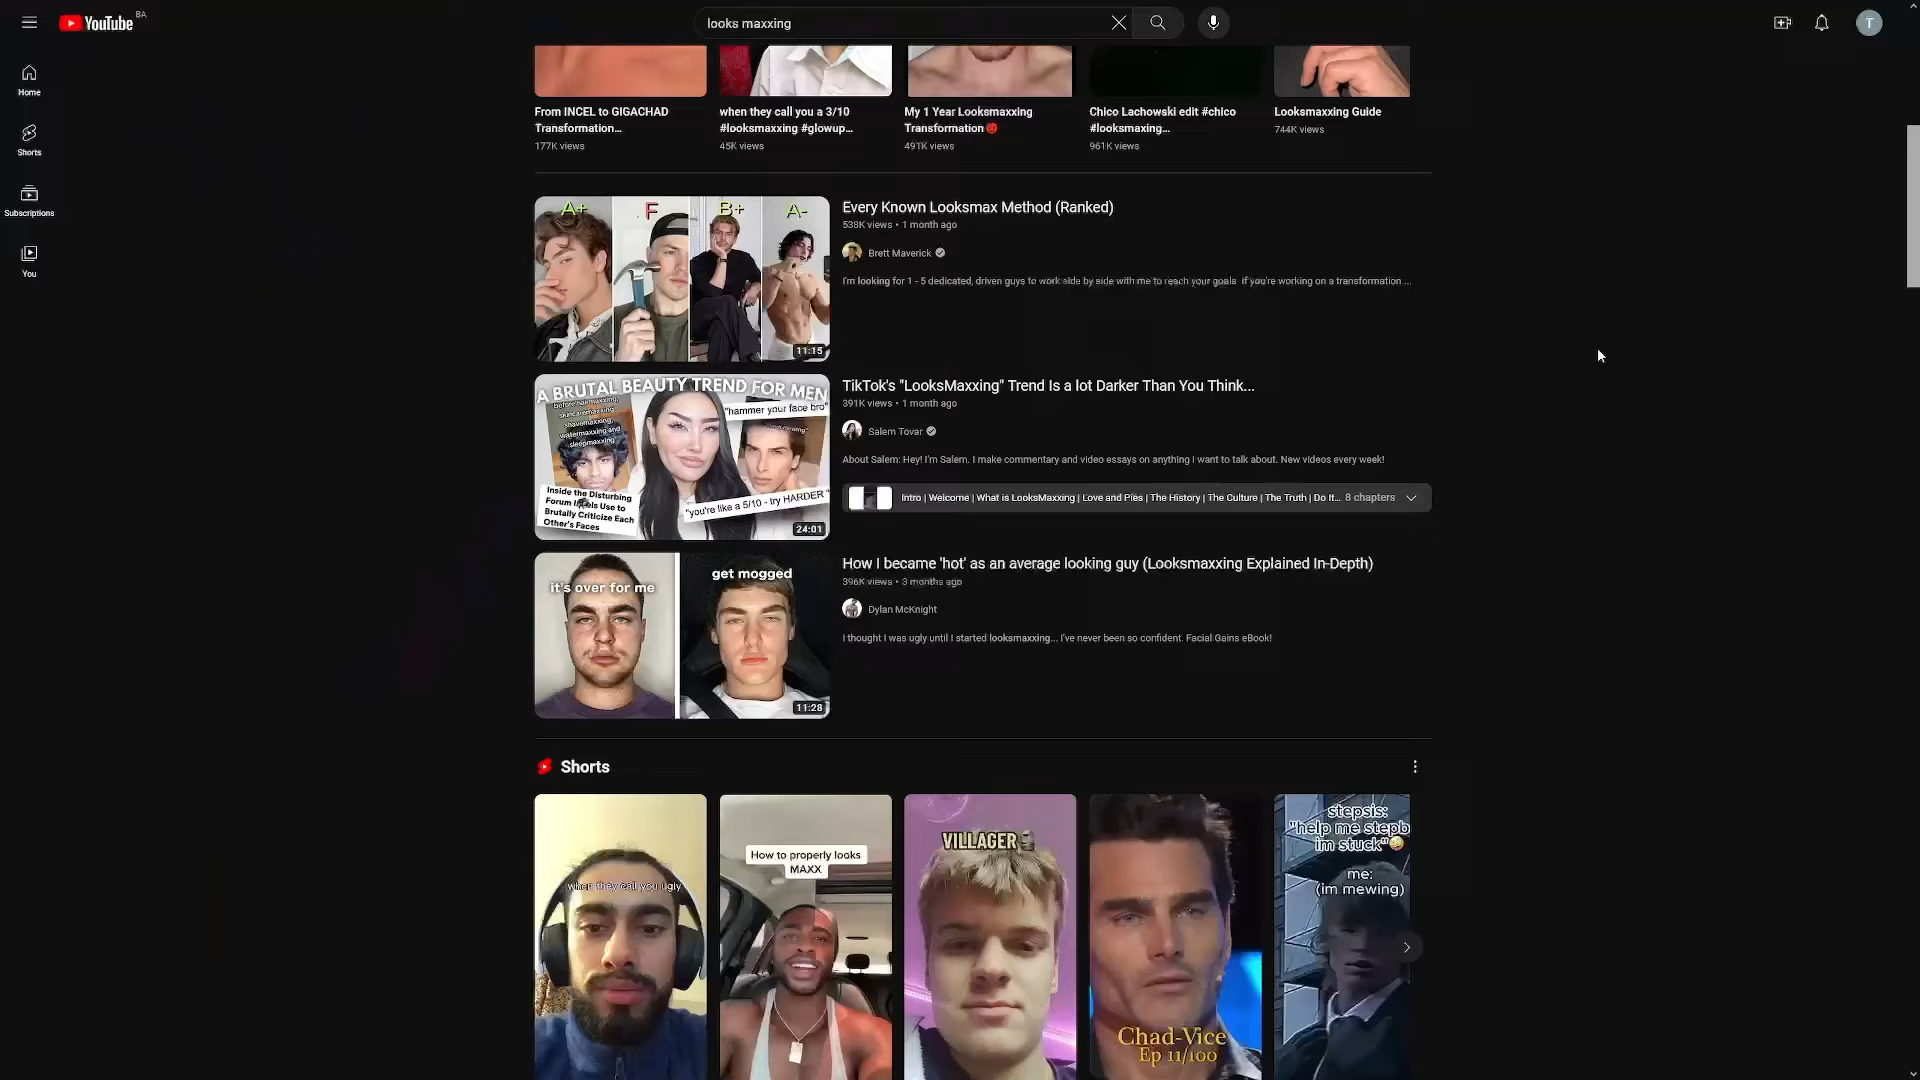 YouTube BA
looks maxxing
T
Home
Shorts
Subscriptions
You
From INCEL to GIGACHAD
Transformation...
177K views
when they call you a 3/10
#looksmaxxing #glowup...
45K views
My 1 Year Looksmaxxing
Transformation
491K views
Chico Lachowski edit #chico
#looksmaxing...
961K views
Looksmaxxing Guide
744K views
A+
F
B+
A-
11:15
Every Known Looksmax Method (Ranked)
538K views • 1 month ago
Brett Maverick
I'm looking for 1 - 5 dedicated, driven guys to work side by side with me to reach your goals If you're working on a transformation ...
A BRUTAL BEAUTY TREND FOR MEN
before hairmaxxing,
skincaremaxxing,
shavemaxxing,
watermaxxing and
sleepmaxxing
"hammer your face bro"
Inside the Disturbing
Forum Incels Use to
Brutally Criticize Each
Other's Faces
"you're like a 5/10 - try HARDER"
24:01
TikTok's "LooksMaxxing" Trend Is a lot Darker Than You Think...
391K views • 1 month ago
Salem Tovar
About Salem: Hey! I'm Salem. I make commentary and video essays on anything I want to talk about. New videos every week!
Intro | Welcome | What is LooksMaxxing | Love and Pies | The History | The Culture | The Truth | Do It... 8 chapters
it's over for me
get mogged
11:28
How I became 'hot' as an average looking guy (Looksmaxxing Explained In-Depth)
396K views • 3 months ago
Dylan McKnight
I thought I was ugly until I started looksmaxxing... I've never been so confident. Facial Gains eBook!
Shorts
when they call you ugly
How to properly looks
MAXX
VILLAGER
Chad-Vice
Ep 11/100
stepsis:
"help me stepb
im stuck"
me:
(im mewing)